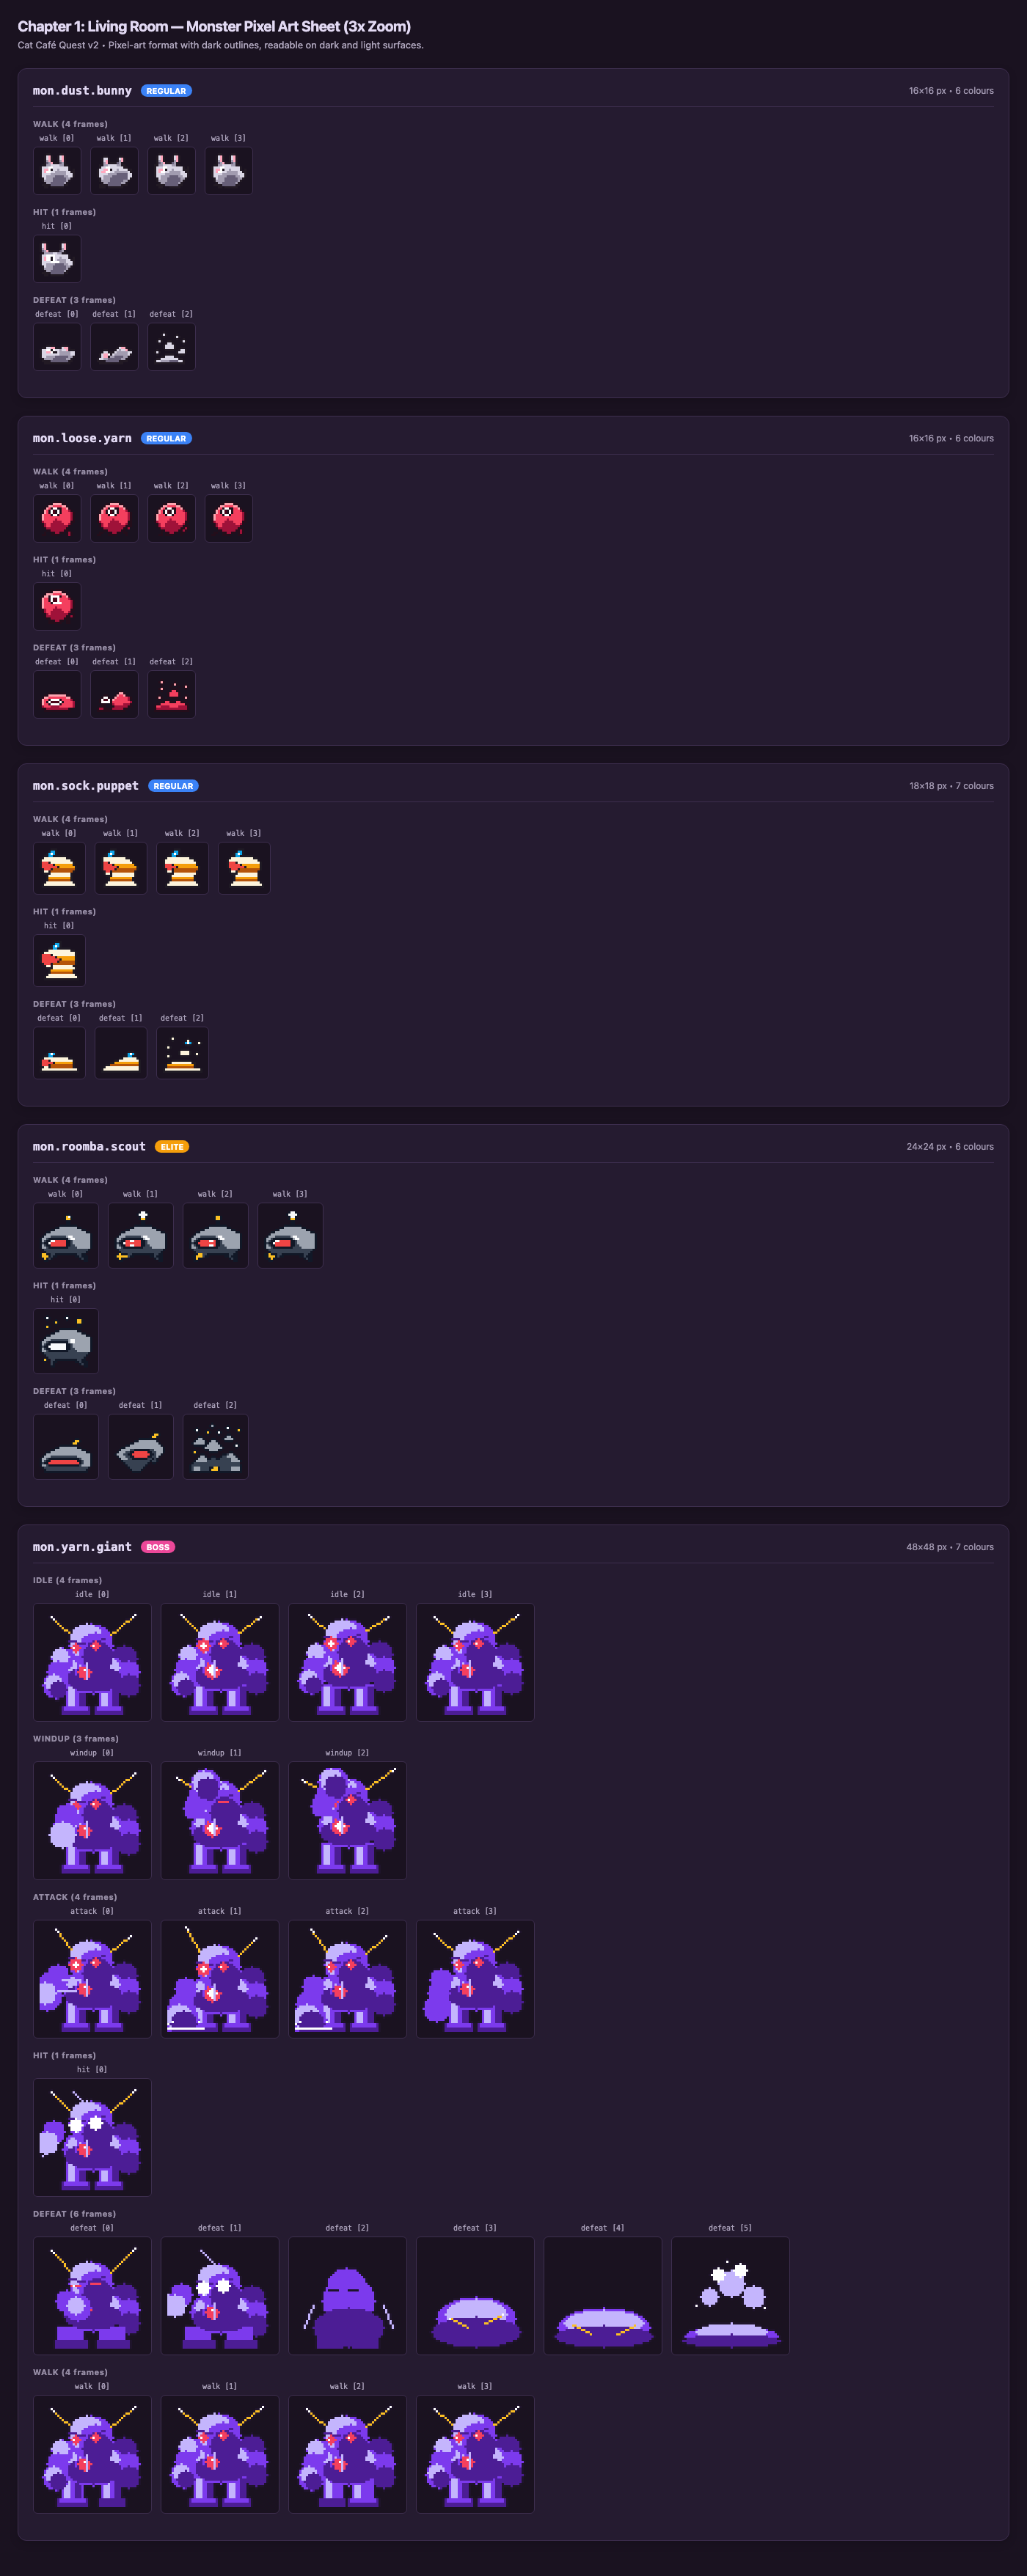 Chapter 1: Living Room — Monster Pixel Art Sheet (3x Zoom)
Cat Café Quest v2 • Pixel-art format with dark outlines, readable on dark and light surfaces.
mon.dust.bunny REGULAR 16×16 px • 6 colours
WALK (4 frames)
walk [0] walk [1] walk [2] walk [3]
HIT (1 frames)
hit [0]
DEFEAT (3 frames)
defeat [0] defeat [1] defeat [2]
mon.loose.yarn REGULAR 16×16 px • 6 colours
WALK (4 frames)
walk [0] walk [1] walk [2] walk [3]
HIT (1 frames)
hit [0]
DEFEAT (3 frames)
defeat [0] defeat [1] defeat [2]
mon.sock.puppet REGULAR 18×18 px • 7 colours
WALK (4 frames)
walk [0] walk [1] walk [2] walk [3]
HIT (1 frames)
hit [0]
DEFEAT (3 frames)
defeat [0] defeat [1] defeat [2]
mon.roomba.scout ELITE 24×24 px • 6 colours
WALK (4 frames)
walk [0] walk [1] walk [2] walk [3]
HIT (1 frames)
hit [0]
DEFEAT (3 frames)
defeat [0] defeat [1] defeat [2]
mon.yarn.giant BOSS 48×48 px • 7 colours
IDLE (4 frames)
idle [0] idle [1] idle [2] idle [3]
WINDUP (3 frames)
windup [0] windup [1] windup [2]
ATTACK (4 frames)
attack [0] attack [1] attack [2] attack [3]
HIT (1 frames)
hit [0]
DEFEAT (6 frames)
defeat [0] defeat [1] defeat [2] defeat [3] defeat [4] defeat [5]
WALK (4 frames)
walk [0] walk [1] walk [2] walk [3]